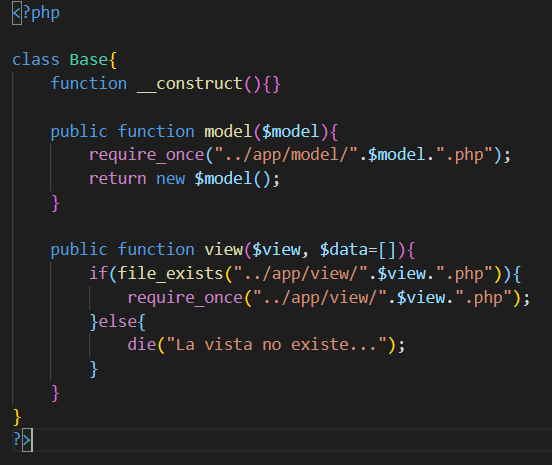 <?php
class Base{
function __construct(){}
public function model($model){
require_once("../app/model/".$model.".php");
return new $model();
}
public function view($view, $data=[]){
if(file_exists("../app/view/".$view.".php")){
require_once("../app/view/".$view.".php");
}else{
die("La vista no existe...");
}
}
}
?>